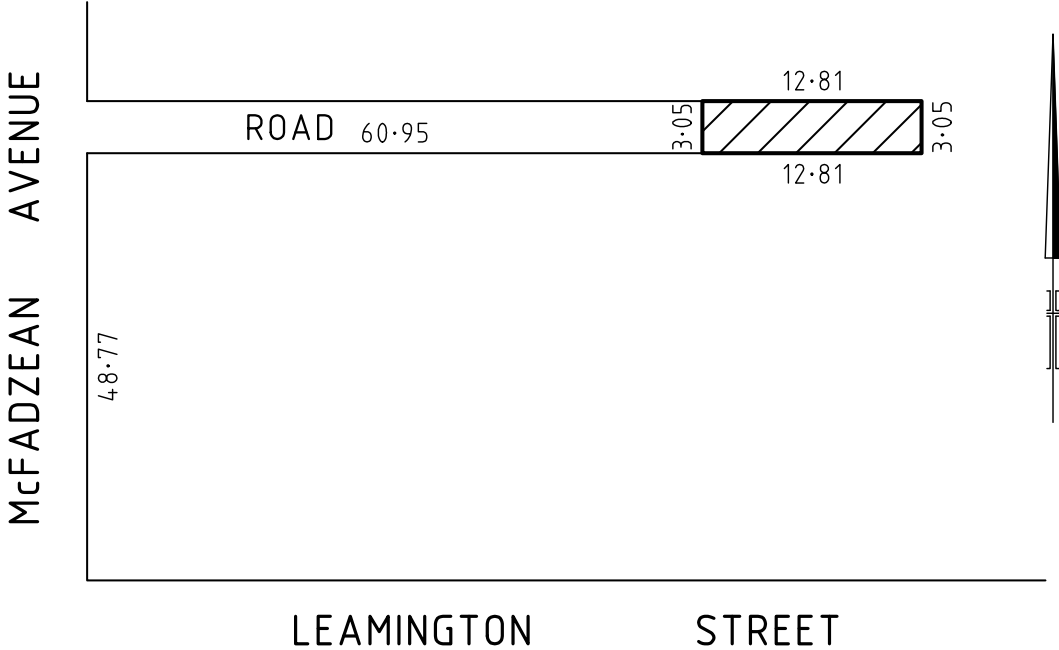 12·81
ROAD 60·95
3·05
3·05
12·81
McFADZEAN AVENUE
48·77
LEAMINGTON STREET